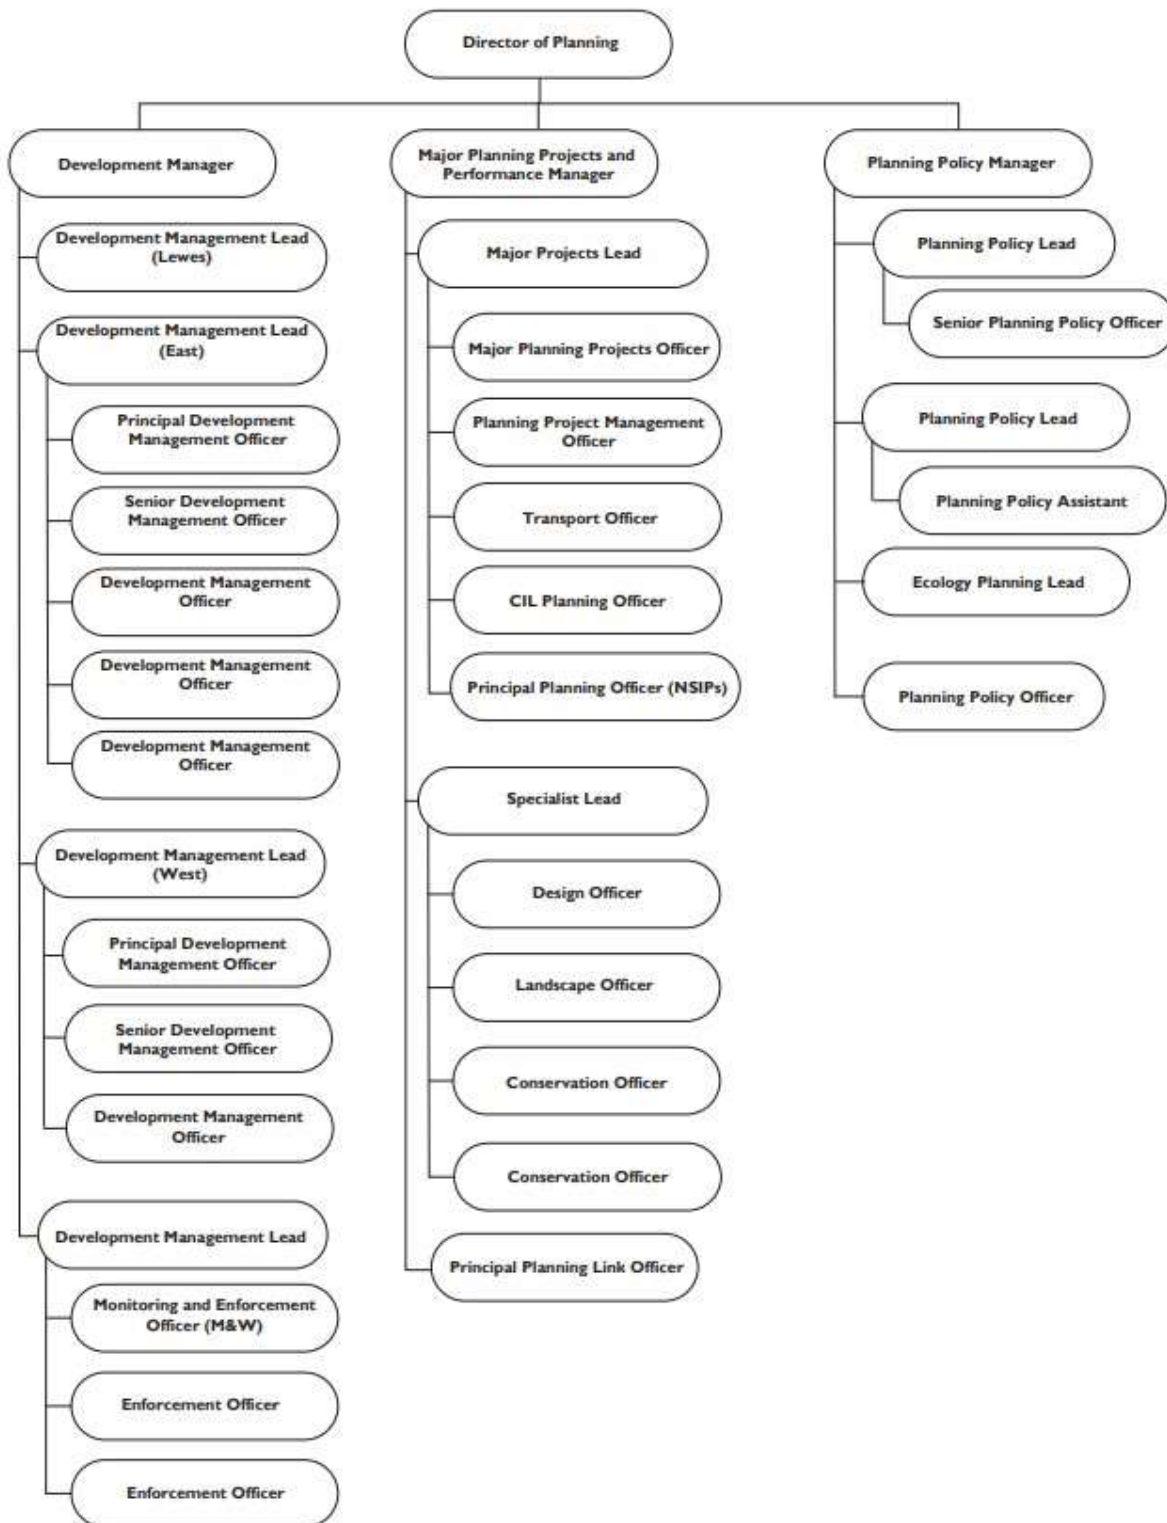 Director of Planning
Development Manager
Development Management Lead
(Lewes)
Development Management Lead
(East)
Principal Development
Management Officer
Senior Development
Management Officer
Development Management
Officer
Development Management
Officer
Development Management
Officer
Development Management Lead
(West)
Principal Development
Management Officer
Senior Development
Management Officer
Development Management
Officer
Development Management Lead
Monitoring and Enforcement
Officer (M&W)
Enforcement Officer
Enforcement Officer
Major Planning Projects and
Performance Manager
Major Projects Lead
Major Planning Projects Officer
Planning Project Management
Officer
Transport Officer
CIL Planning Officer
Principal Planning Officer (NSIPs)
Specialist Lead
Design Officer
Landscape Officer
Conservation Officer
Conservation Officer
Principal Planning Link Officer
Planning Policy Manager
Planning Policy Lead
Senior Planning Policy Officer
Planning Policy Lead
Planning Policy Assistant
Ecology Planning Lead
Planning Policy Officer